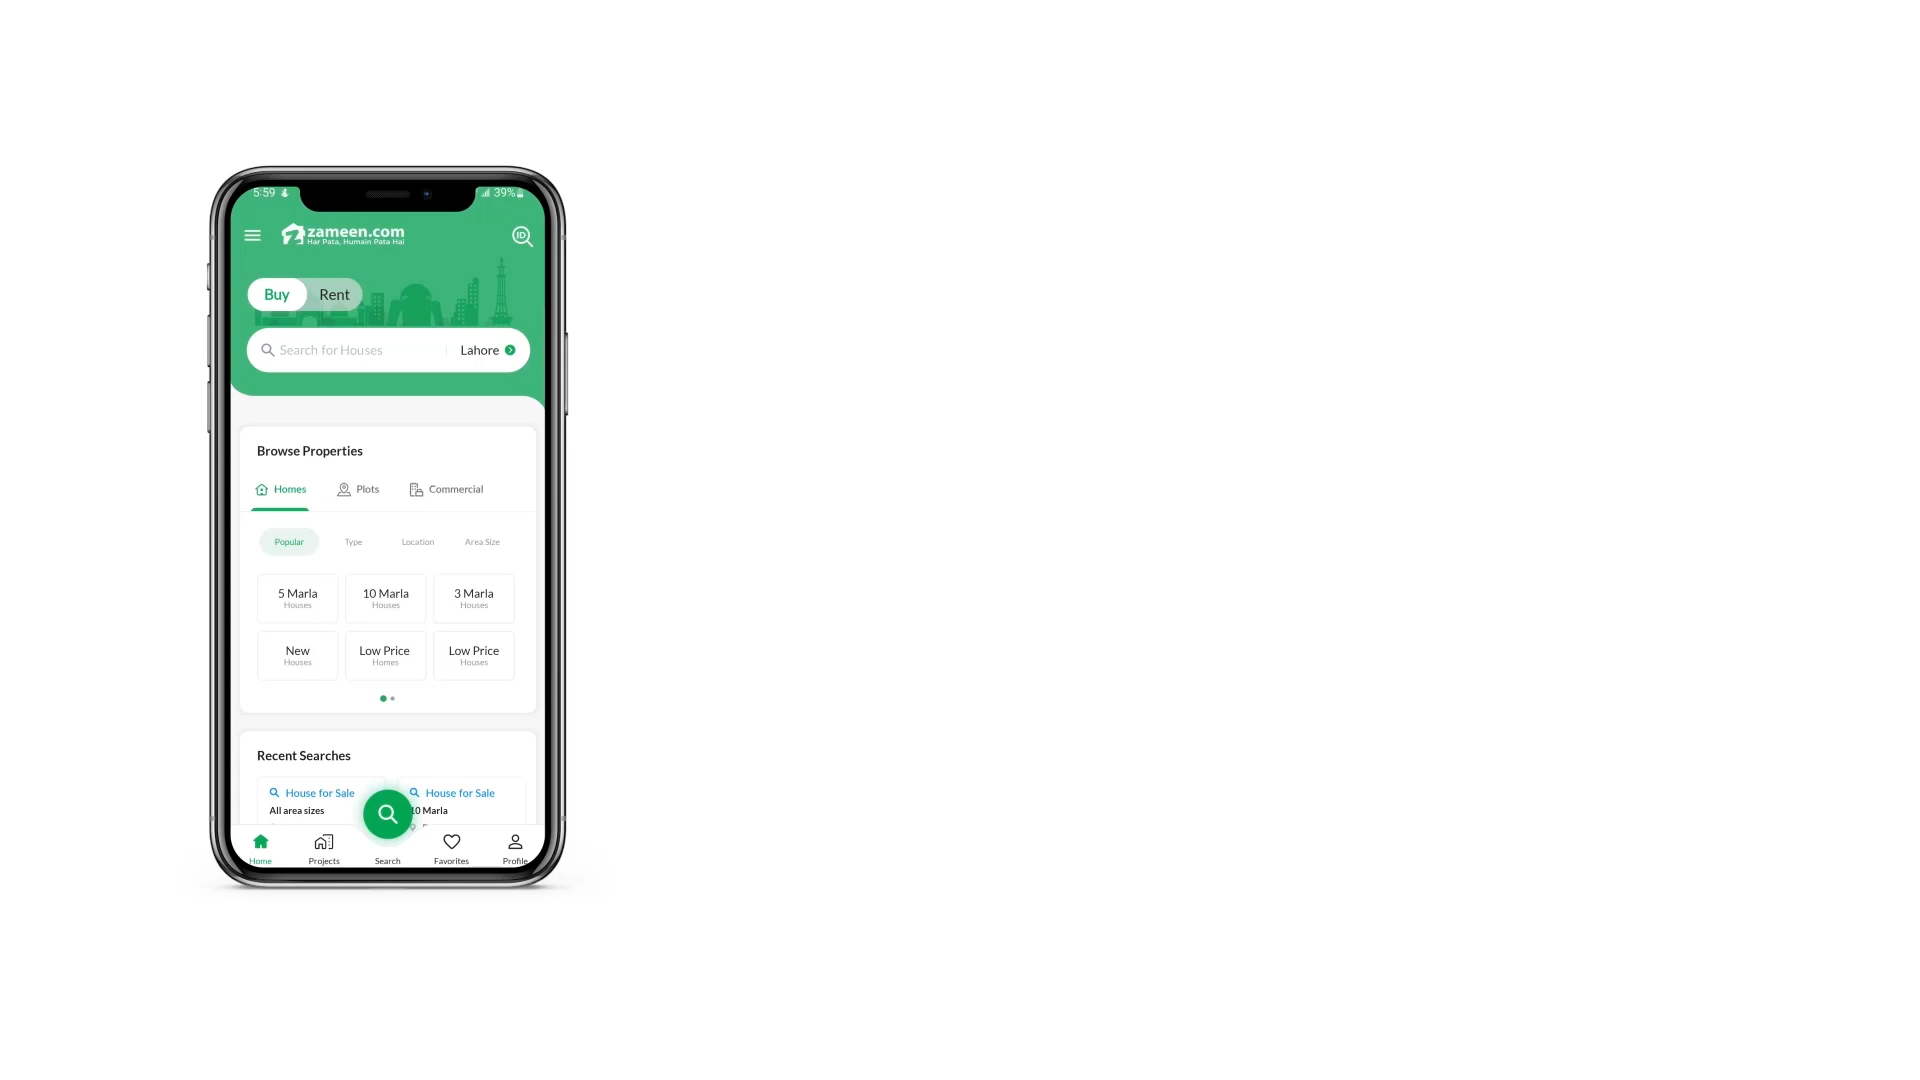 5:59 39%
zameen.com
Har Pata, Humain Pata Hai
ID
Buy Rent
Search for Houses Lahore
Browse Properties
Homes Plots Commercial
Popular Type Location Area Size
5 Marla 10 Marla 3 Marla
Houses Houses Houses
New Low Price Low Price
Houses Homes Houses
Recent Searches
House for Sale House for Sale
All area sizes 10 Marla
Home Projects Search Favorites Profile